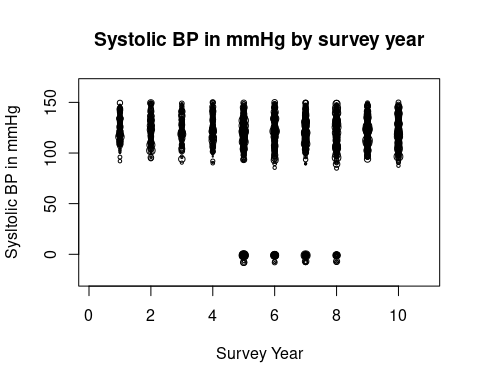 Systolic BP in mmHg by survey year
Sysltolic BP in mmHg
150
100
50
0
0 2 4 6 8 10
Survey Year